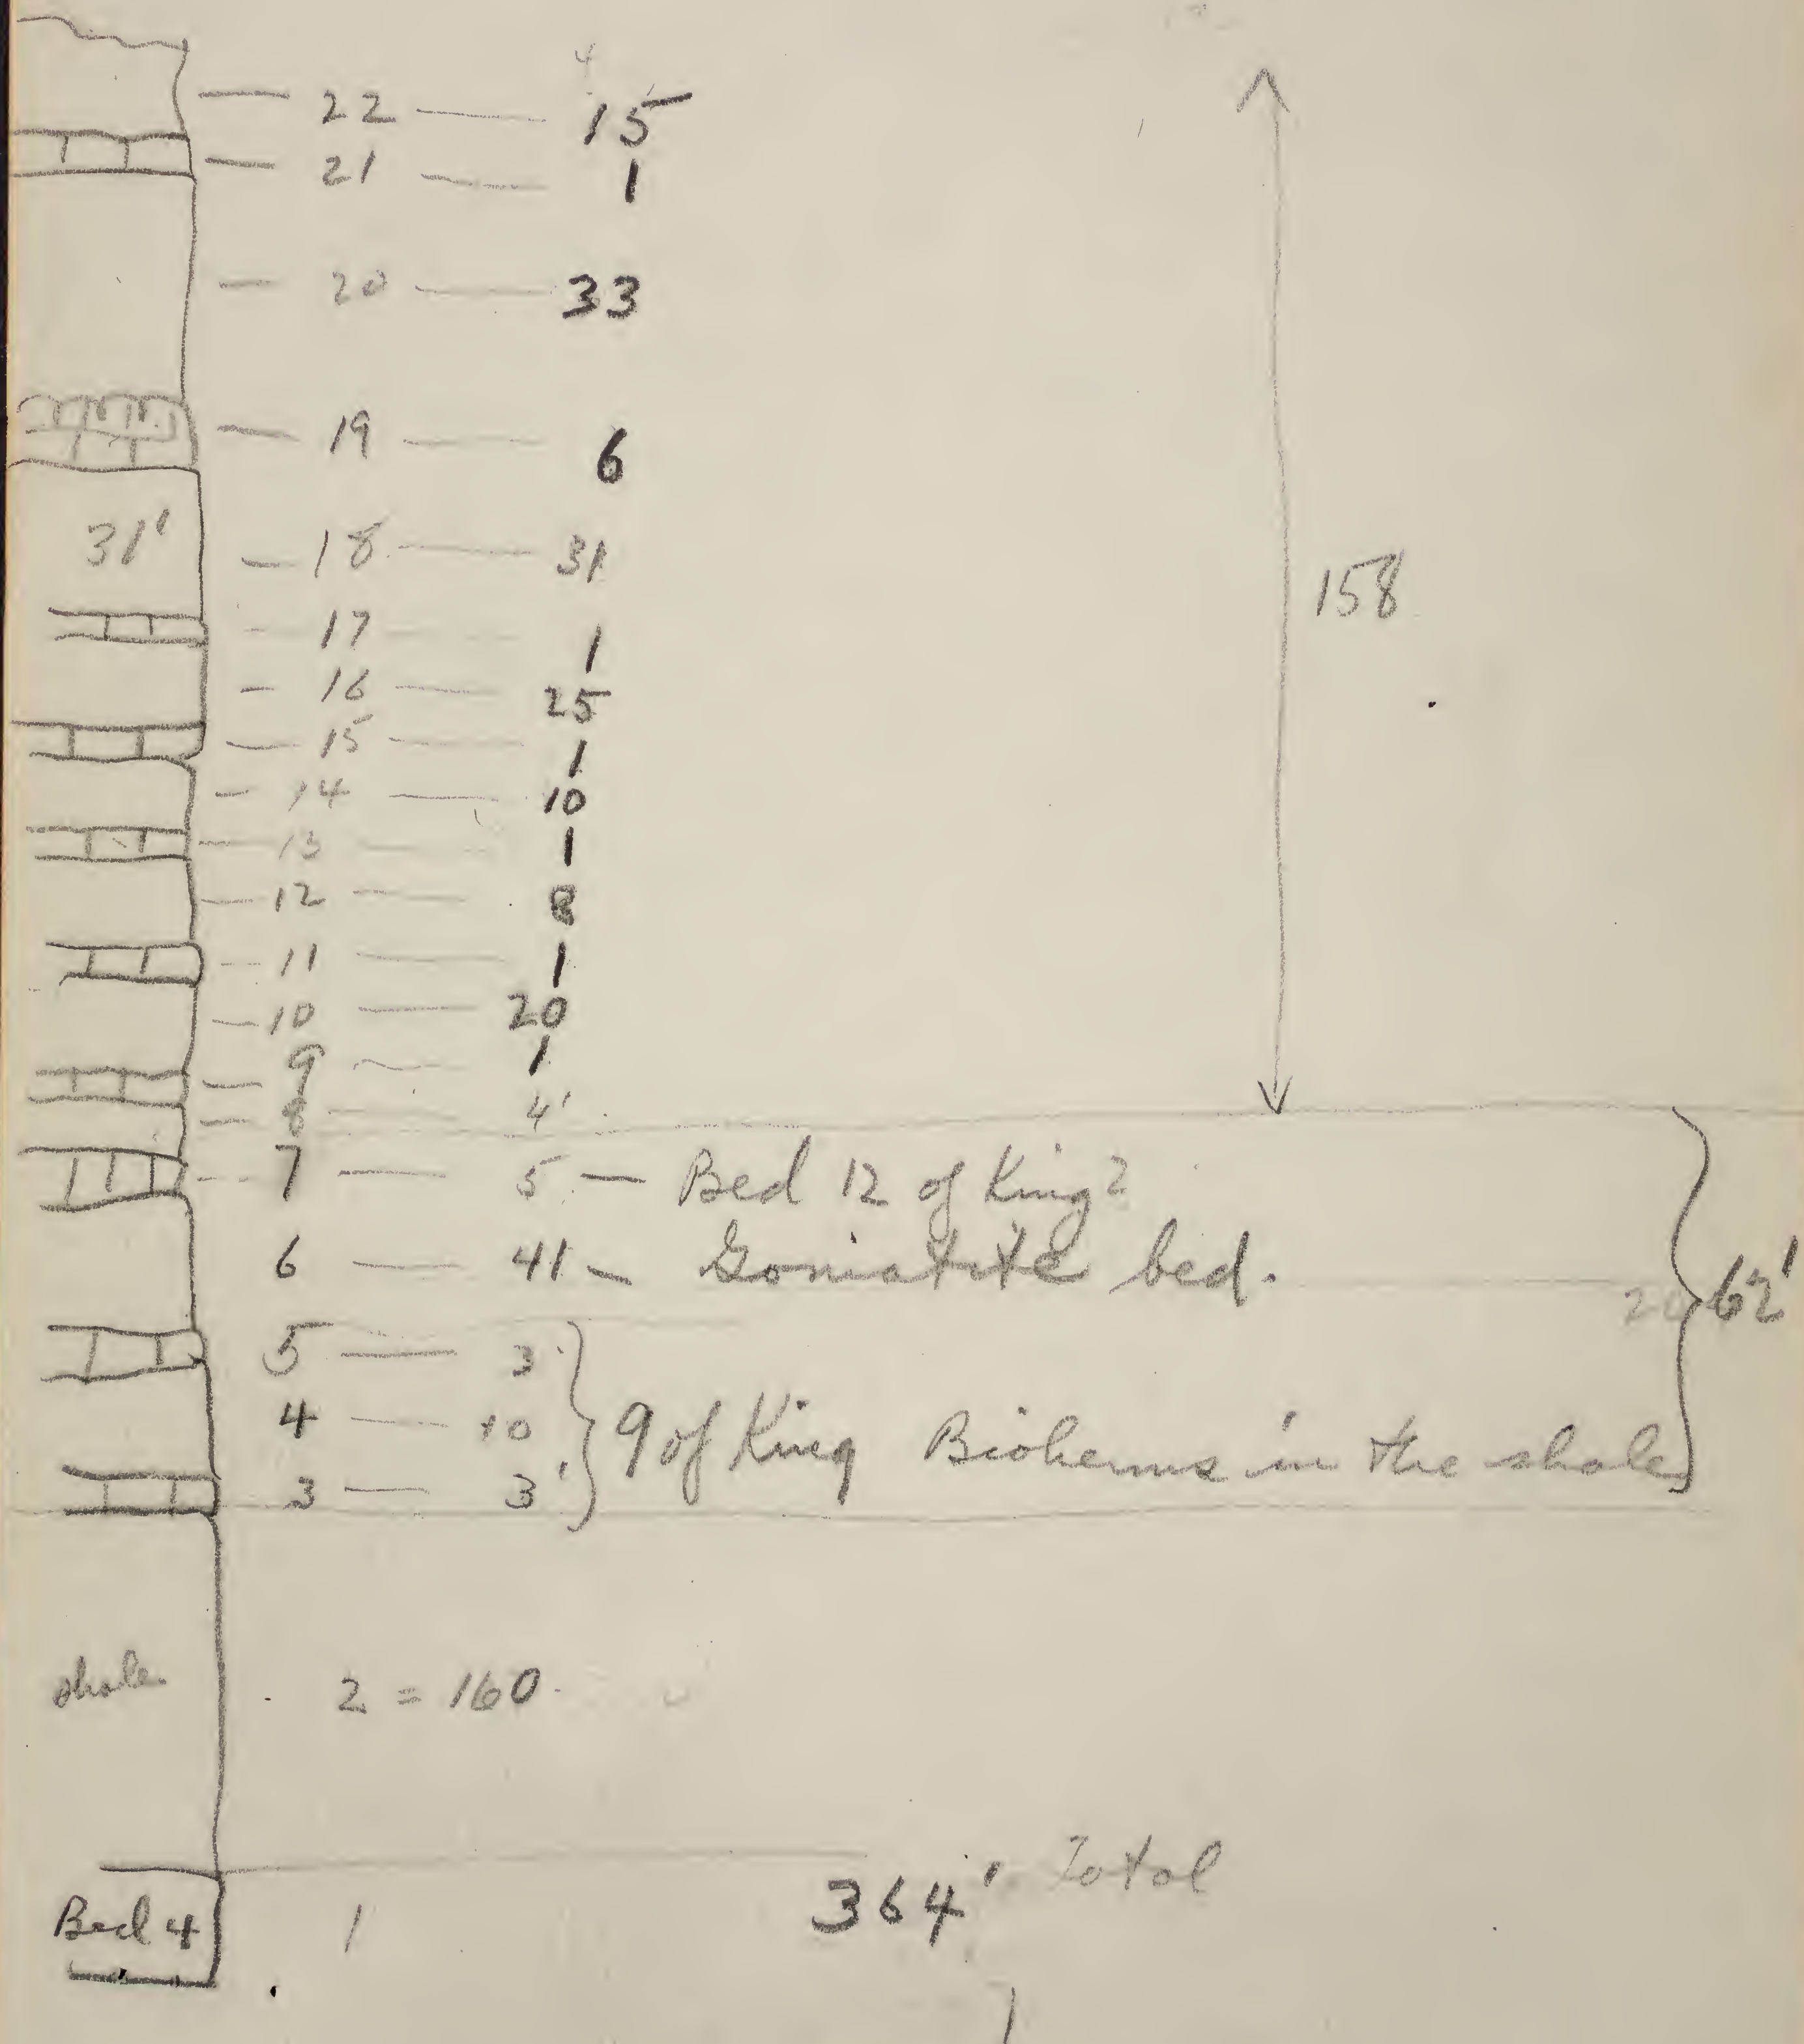 4
22 — 15
21 — 1
20 — 33
19 — 6
31' — 18 — 31
158
17 — 1
16 — 25
15 — 1
14 — 10
13 — 1
12 — 8
11 — 1
10 — 20
9 — 1
8 — 4'
7 — 5 — Bed 12 of King?
6 — 41 — Goniatite bed.
62'
5 — 3'
4 — 10 } 9 of King Bioherms in the shale
3 — 3'
shale 2 = 160
364' Total
Bed 4 1